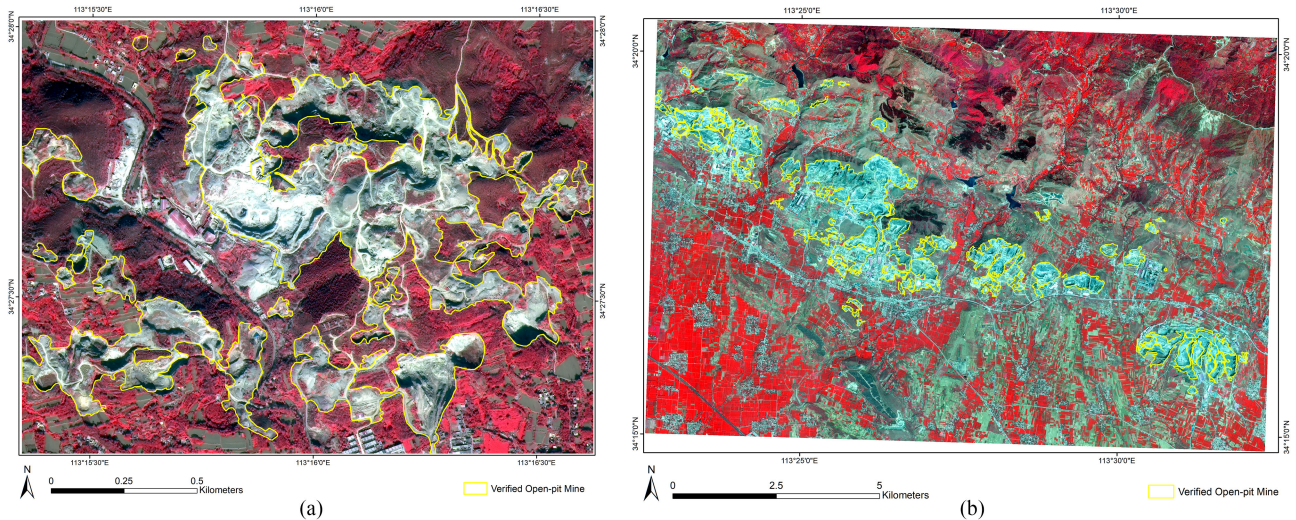 113°15'30"E 113°16'0"E 113°16'30"E
34°28'0"N 34°28'0"N
34°27'30"N 34°27'30"N
113°15'30"E 113°16'0"E 113°16'30"E
N
0 0.25 0.5
Kilometers
Verified Open-pit Mine
(a)
113°25'0"E 113°30'0"E
34°20'0"N 34°20'0"N
34°15'0"N 34°15'0"N
113°25'0"E 113°30'0"E
N
0 2.5 5
Kilometers
Verified Open-pit Mine
(b)